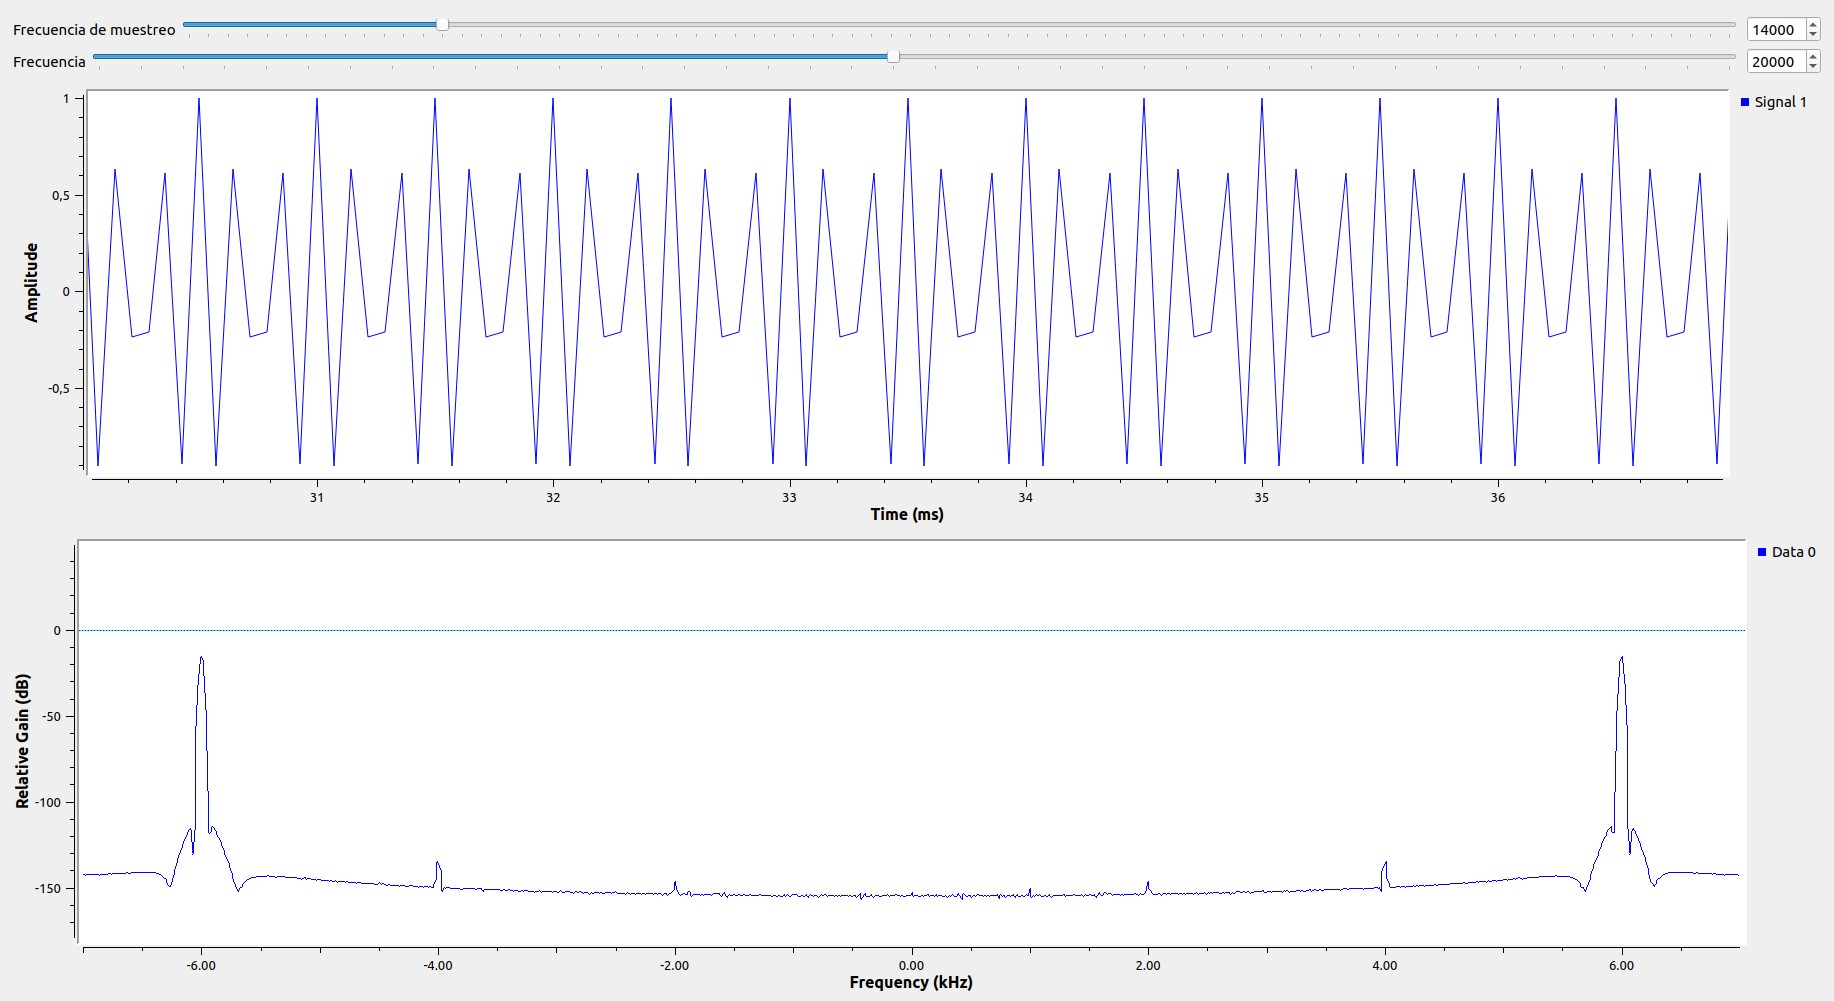 Frecuencia de muestreo 14000
Frecuencia 20000
Signal 1
1
0,5
0
-0,5
Amplitude
31 32 33 34 35 36
Time (ms)
Data 0
0
-50
-100
-150
Relative Gain (dB)
-6.00 -4.00 -2.00 0.00 2.00 4.00 6.00
Frequency (kHz)